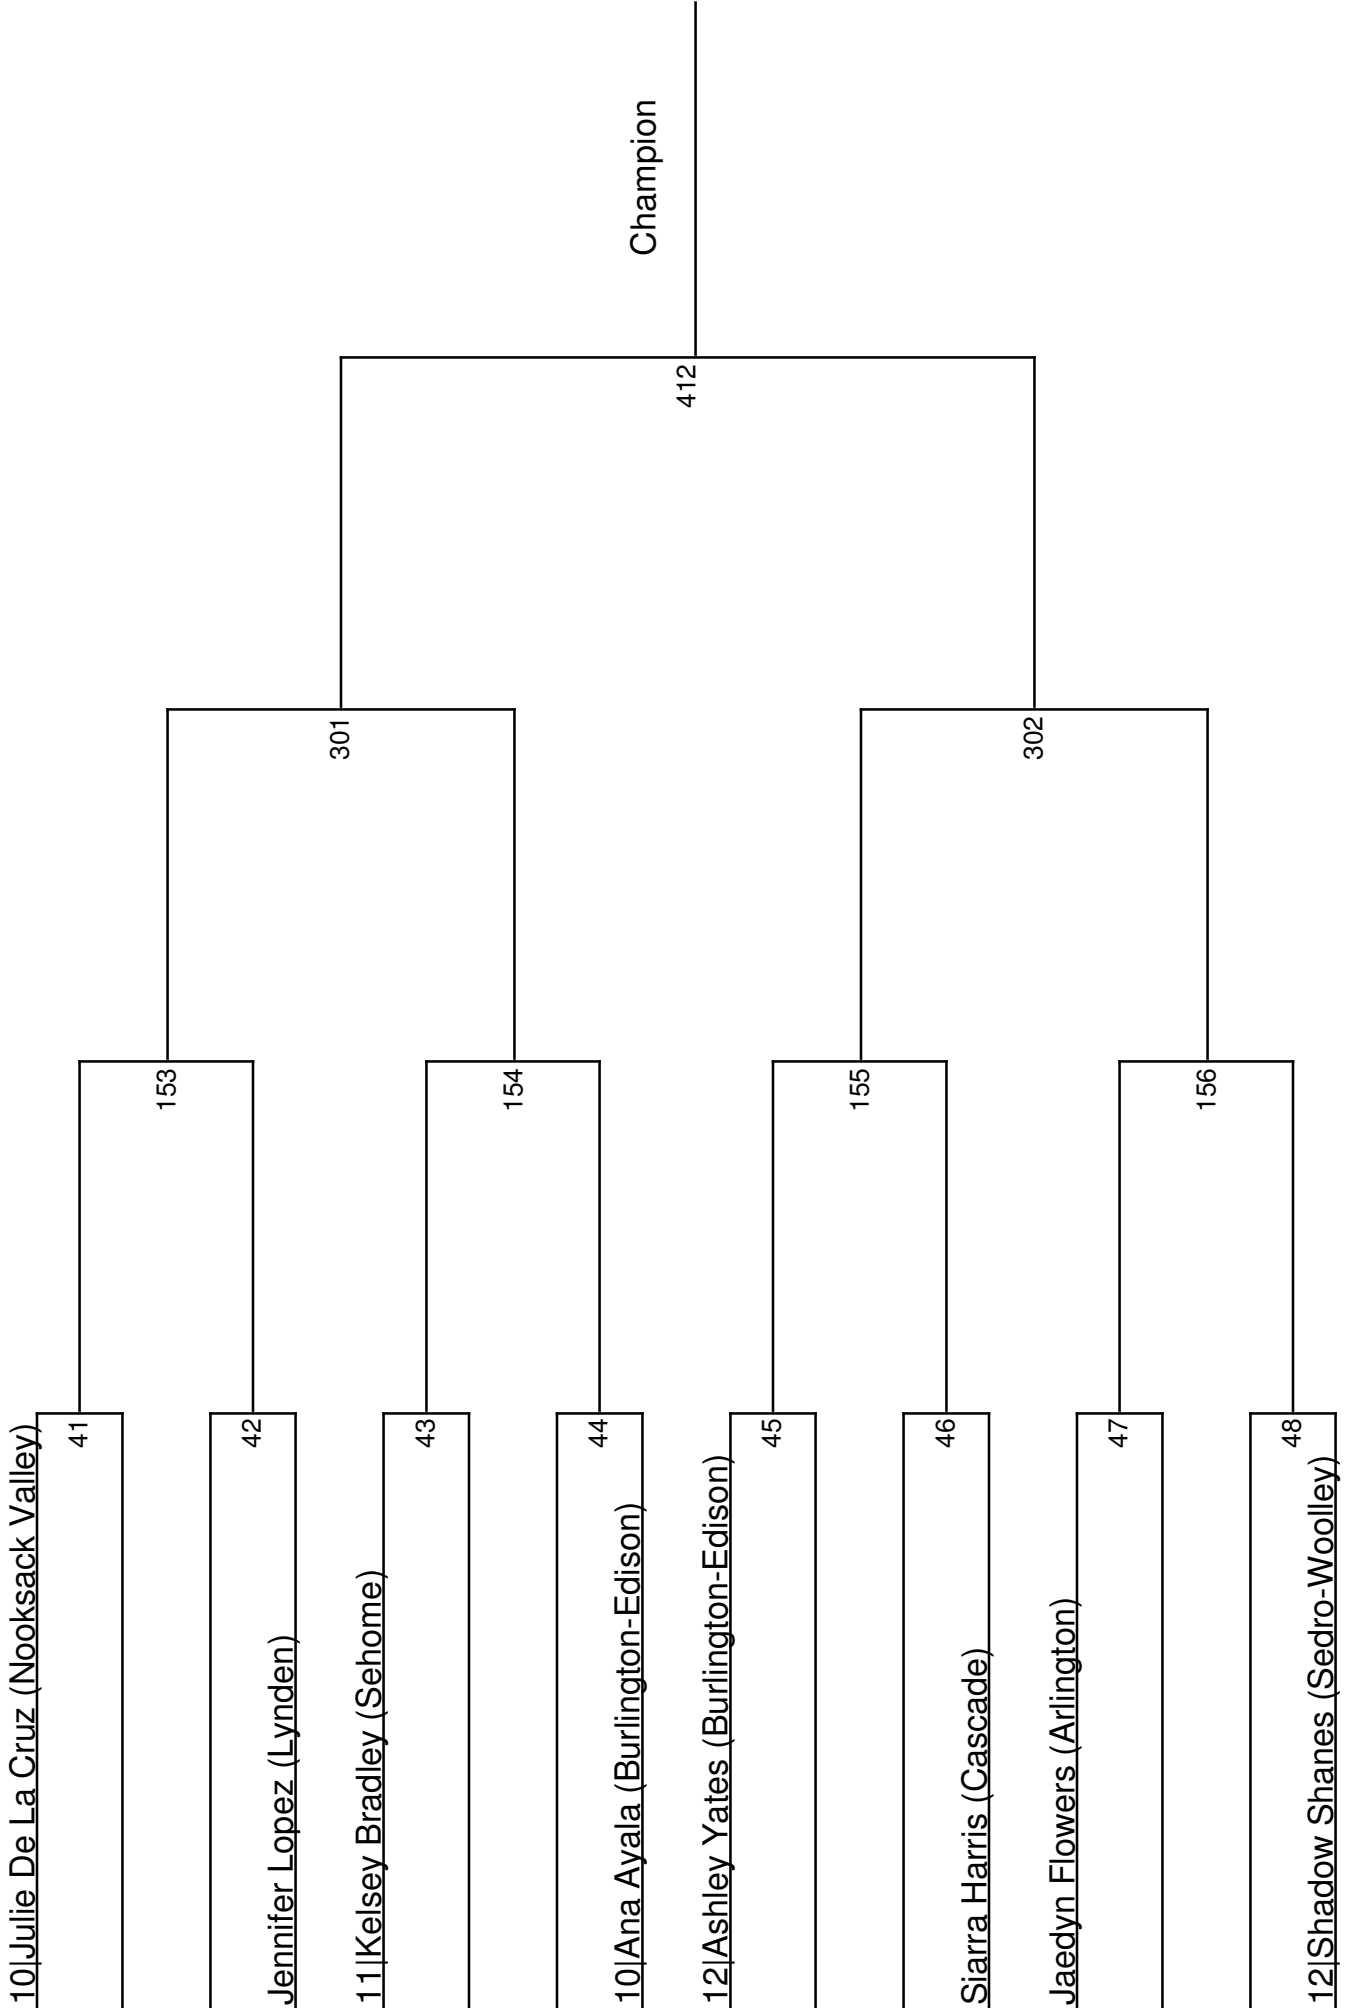 10|Julie De La Cruz (Nooksack Valley)
41
42
Jennifer Lopez (Lynden)
11|Kelsey Bradley (Sehome)
43
44
10|Ana Ayala (Burlington-Edison)
12|Ashley Yates (Burlington-Edison)
45
46
Siarra Harris (Cascade)
Jaedyn Flowers (Arlington)
47
48
12|Shadow Shanes (Sedro-Woolley)
153
154
155
156
301
302
412
Champion